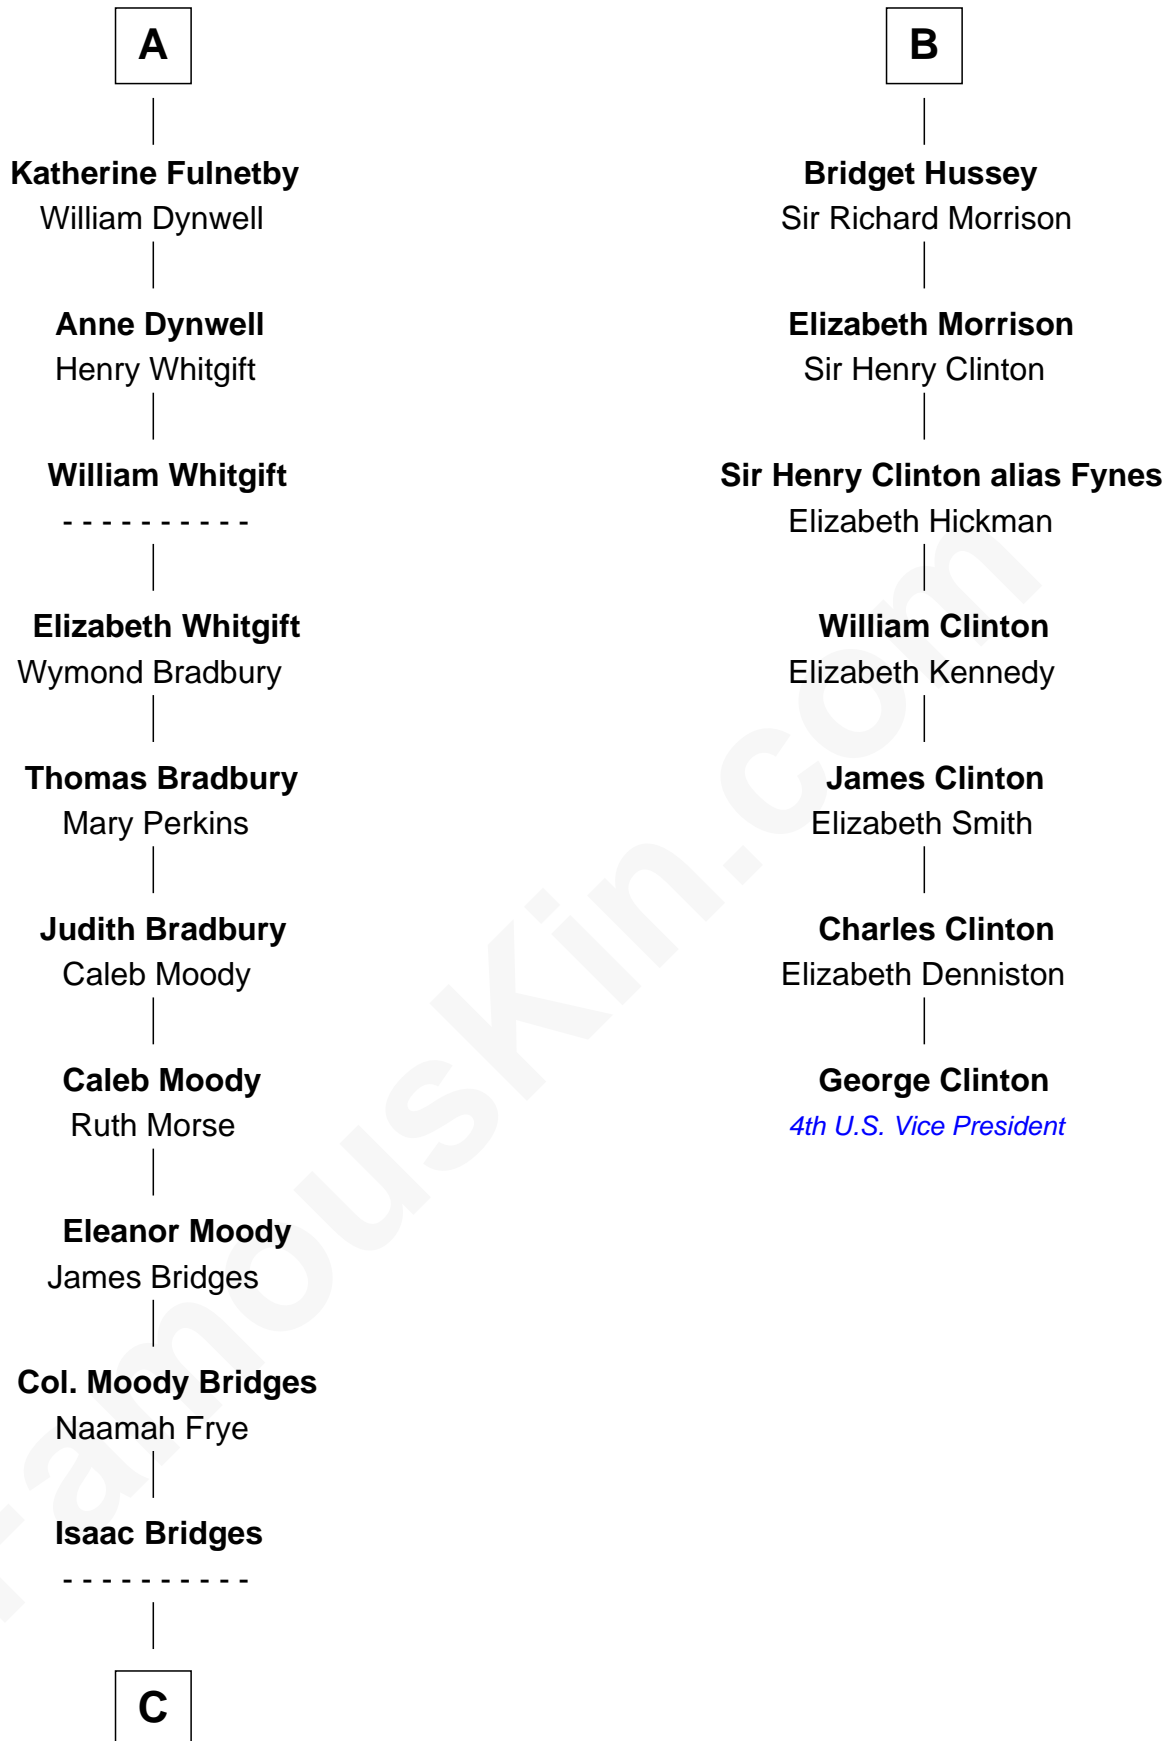 A
Katherine Fulnetby
William Dynwell
Anne Dynwell
Henry Whitgift
William Whitgift
- - - - - - - - - -
Elizabeth Whitgift
Wymond Bradbury
Thomas Bradbury
Mary Perkins
Judith Bradbury
Caleb Moody
Caleb Moody
Ruth Morse
Eleanor Moody
James Bridges
Col. Moody Bridges
Naamah Frye
Isaac Bridges
- - - - - - - - - -
C
B
Bridget Hussey
Sir Richard Morrison
Elizabeth Morrison
Sir Henry Clinton
Sir Henry Clinton alias Fynes
Elizabeth Hickman
William Clinton
Elizabeth Kennedy
James Clinton
Elizabeth Smith
Charles Clinton
Elizabeth Denniston
George Clinton
4th U.S. Vice President
FamousKin.com